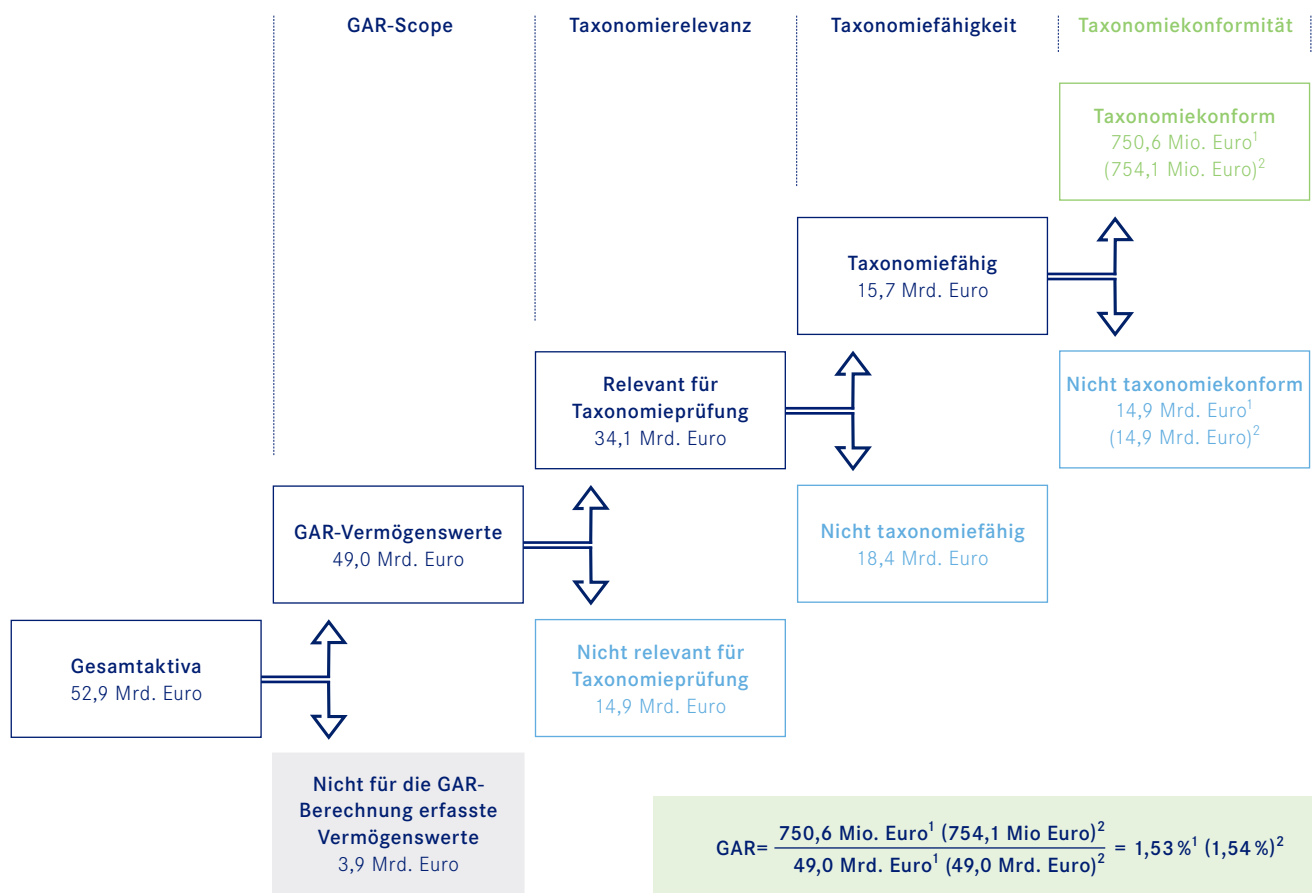 GAR-Scope
Taxonomierelevanz
Taxonomiefähigkeit
Taxonomiekonformität
Taxonomiekonform
750,6 Mio. Euro¹
(754,1 Mio. Euro)²
Taxonomiefähig
15,7 Mrd. Euro
Relevant für
Taxonomieprüfung
34,1 Mrd. Euro
Nicht taxonomiekonform
14,9 Mrd. Euro¹
(14,9 Mrd. Euro)²
GAR-Vermögenswerte
49,0 Mrd. Euro
Nicht taxonomiefähig
18,4 Mrd. Euro
Gesamtaktiva
52,9 Mrd. Euro
Nicht relevant für
Taxonomieprüfung
14,9 Mrd. Euro
Nicht für die GAR-
Berechnung erfasste
Vermögenswerte
3,9 Mrd. Euro
750,6 Mio. Euro¹ (754,1 Mio Euro)²
GAR= = 1,53 %¹ (1,54 %)²
49,0 Mrd. Euro¹ (49,0 Mrd. Euro)²